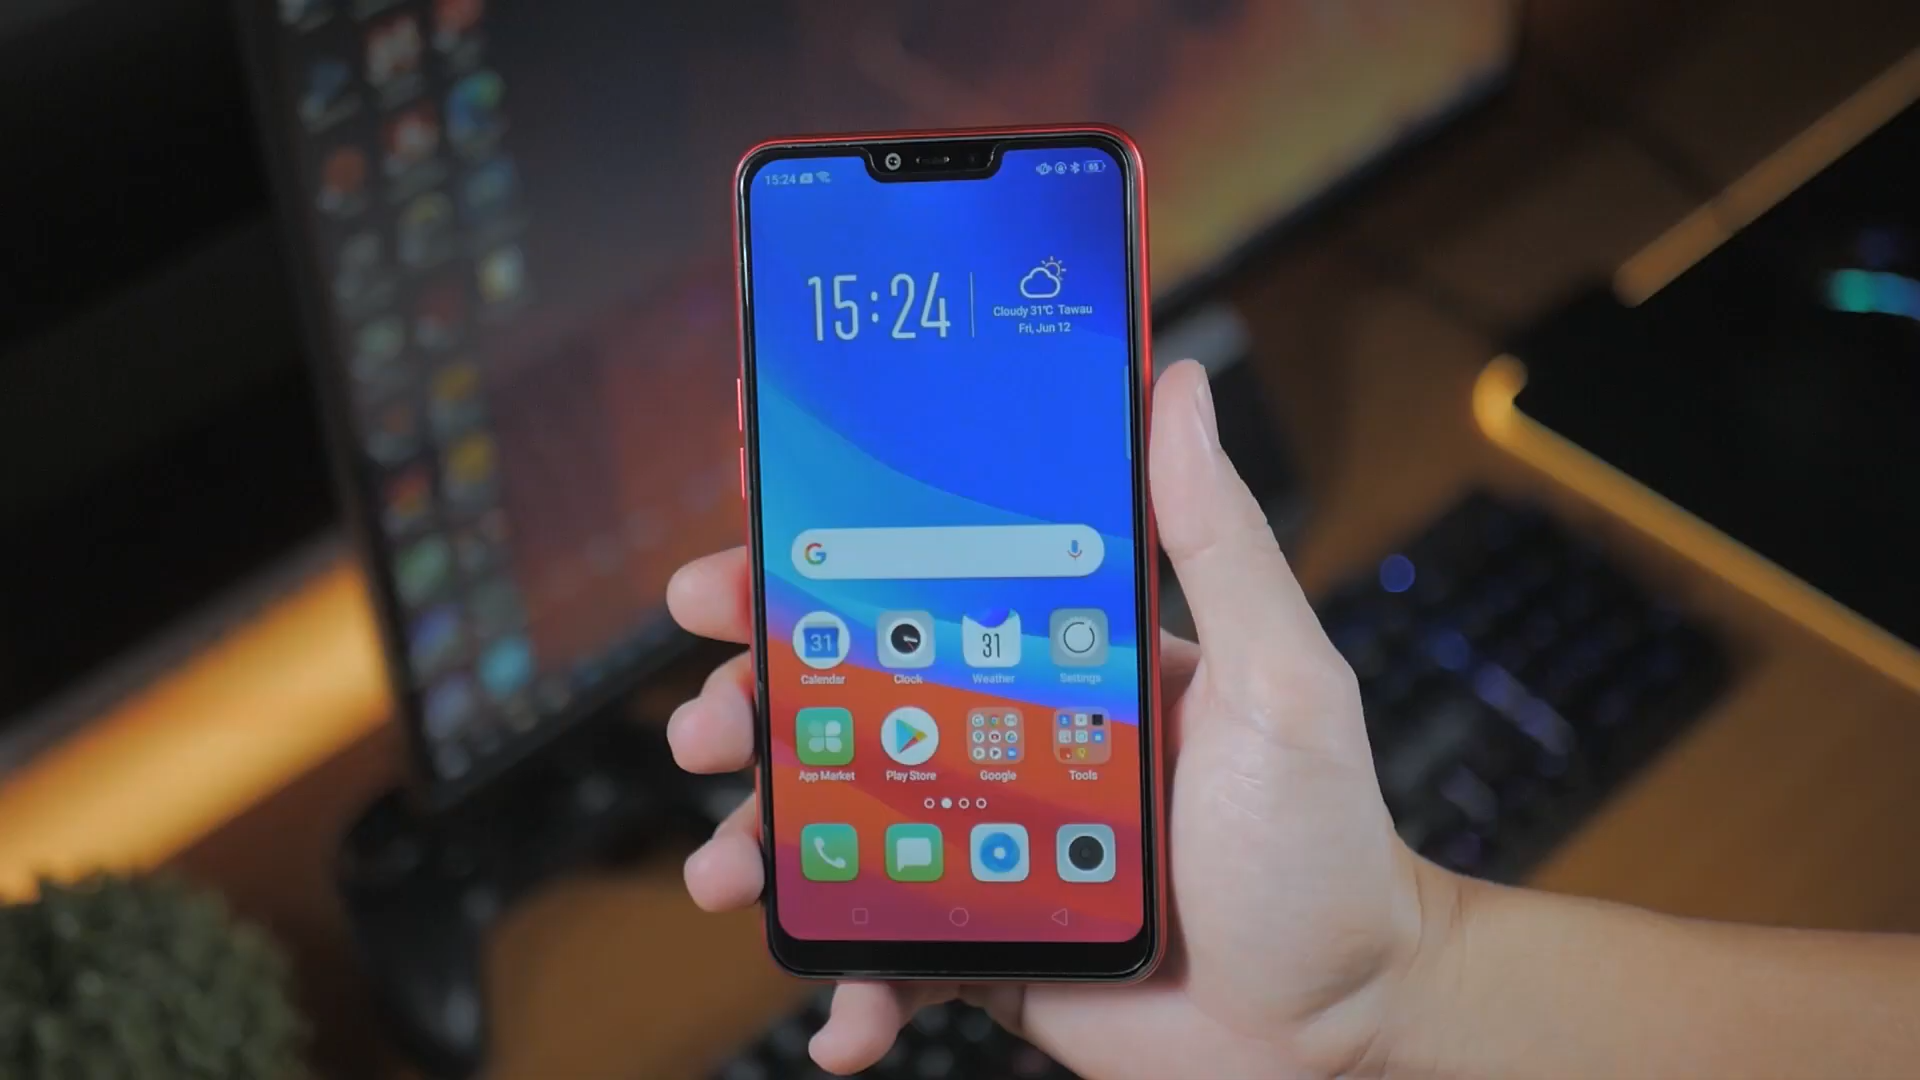 15:24
65
15:24
Cloudy 31°C Tawau
Fri, Jun 12
G
31
31
Calendar
Clock
Weather
Settings
App Market
Play Store
Google
Tools